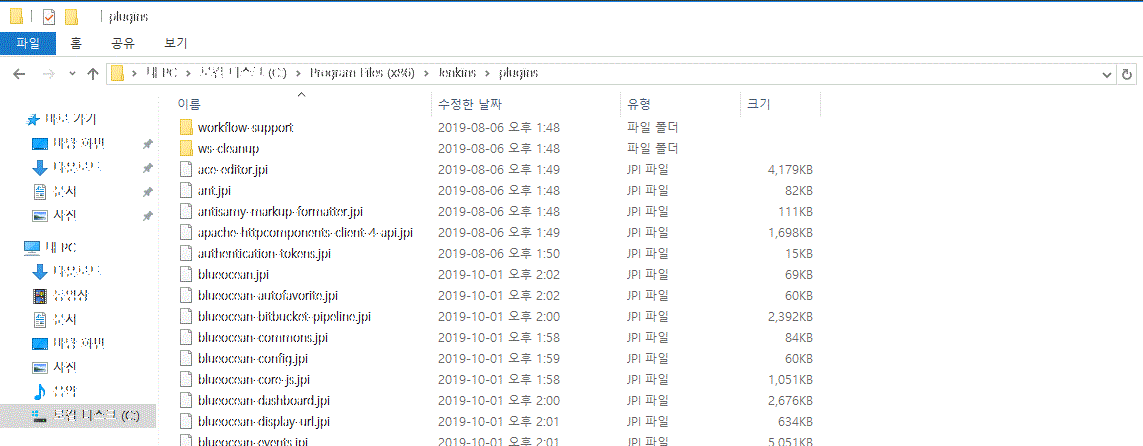 plugins
파일 홈 공유 보기
내 PC 로컬 디스크 (C:) Program Files (x86) Jenkins plugins
이름 수정한 날짜 유형 크기
바로 가기
바탕 화면
다운로드
문서
사진
내 PC
다운로드
동영상
문서
바탕 화면
사진
음악
로컬 디스크 (C:)
workflow-support 2019-08-06 오후 1:48 파일 폴더
ws-cleanup 2019-08-06 오후 1:48 파일 폴더
ace-editor.jpi 2019-08-06 오후 1:49 JPI 파일 4,179KB
ant.jpi 2019-08-06 오후 1:48 JPI 파일 82KB
antisamy-markup-formatter.jpi 2019-08-06 오후 1:48 JPI 파일 111KB
apache-httpcomponents-client-4-api.jpi 2019-08-06 오후 1:49 JPI 파일 1,698KB
authentication-tokens.jpi 2019-08-06 오후 1:50 JPI 파일 15KB
blueocean.jpi 2019-10-01 오후 2:02 JPI 파일 69KB
blueocean-autofavorite.jpi 2019-10-01 오후 2:02 JPI 파일 60KB
blueocean-bitbucket-pipeline.jpi 2019-10-01 오후 2:00 JPI 파일 2,392KB
blueocean-commons.jpi 2019-10-01 오후 1:58 JPI 파일 84KB
blueocean-config.jpi 2019-10-01 오후 1:59 JPI 파일 60KB
blueocean-core-js.jpi 2019-10-01 오후 1:58 JPI 파일 1,051KB
blueocean-dashboard.jpi 2019-10-01 오후 2:00 JPI 파일 2,676KB
blueocean-display-url.jpi 2019-10-01 오후 2:01 JPI 파일 634KB
blueocean-events.jpi 2019-10-01 오후 2:01 JPI 파일 5,051KB